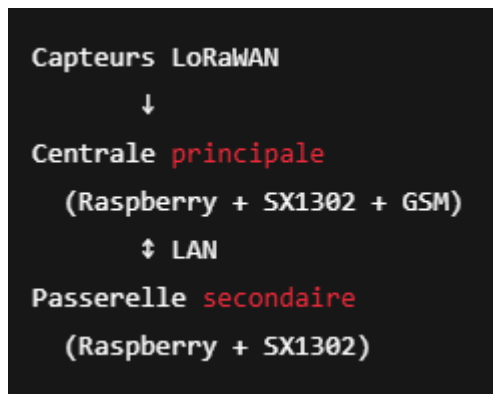 Capteurs LoRaWAN
↓
Centrale principale
(Raspberry + SX1302 + GSM)
↕ LAN
Passerelle secondaire
(Raspberry + SX1302)